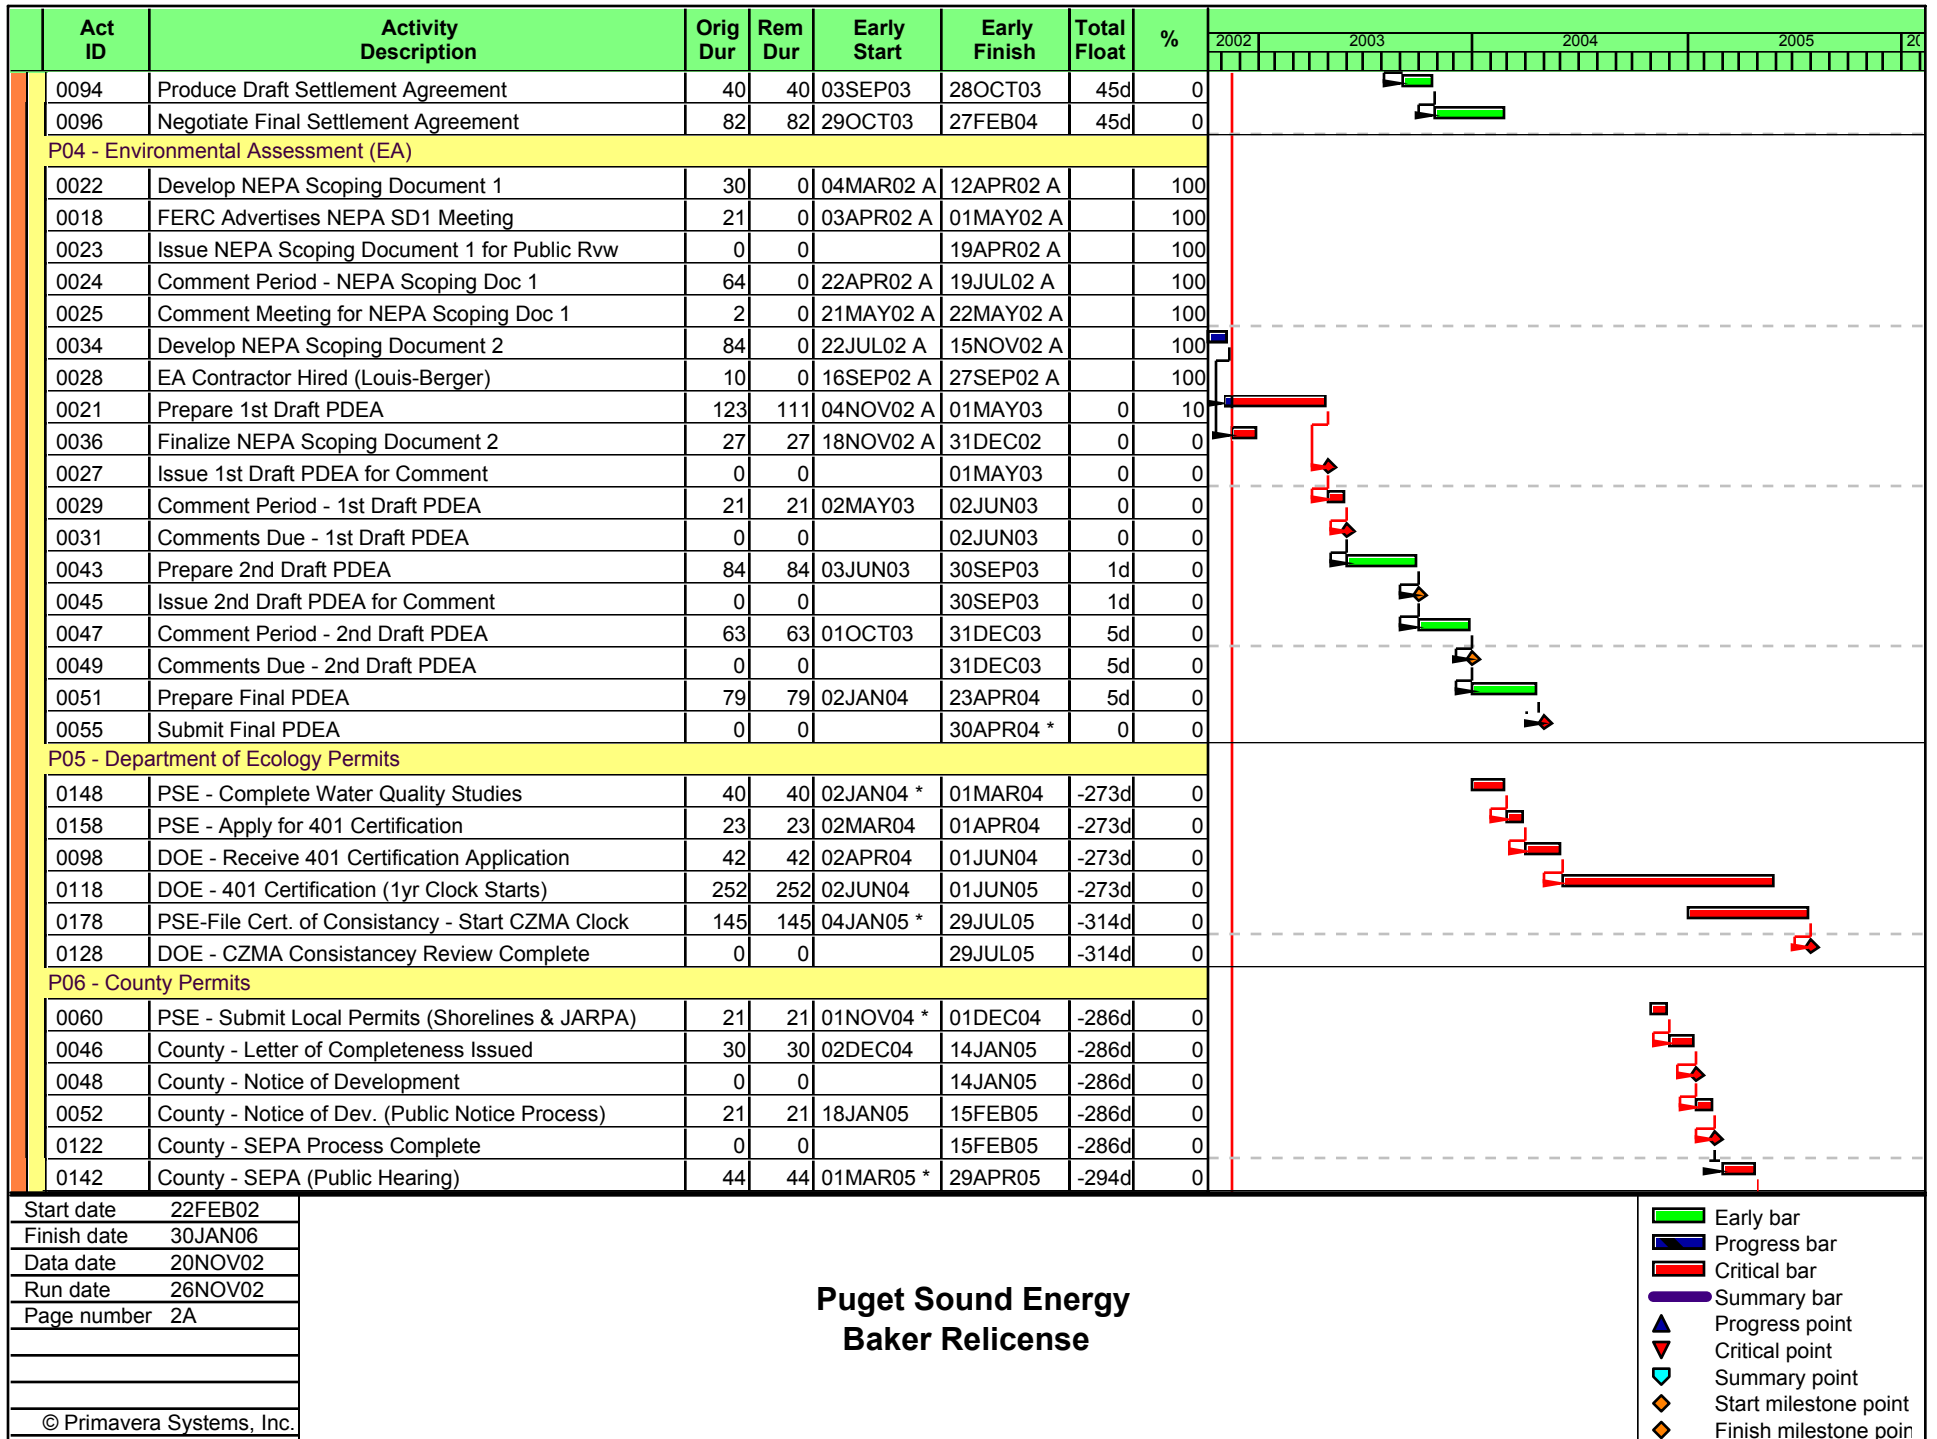 Act ID Activity Description Orig Dur Rem Dur Early Start Early Finish Total Float % 2002 2003 2004 2005
0094 Produce Draft Settlement Agreement 40 40 03SEP03 28OCT03 45d 0
0096 Negotiate Final Settlement Agreement 82 82 29OCT03 27FEB04 45d 0
P04 - Environmental Assessment (EA)
0022 Develop NEPA Scoping Document 1 30 0 04MAR02 A 12APR02 A 100
0018 FERC Advertises NEPA SD1 Meeting 21 0 03APR02 A 01MAY02 A 100
0023 Issue NEPA Scoping Document 1 for Public Rvw 0 0 19APR02 A 100
0024 Comment Period - NEPA Scoping Doc 1 64 0 22APR02 A 19JUL02 A 100
0025 Comment Meeting for NEPA Scoping Doc 1 2 0 21MAY02 A 22MAY02 A 100
0034 Develop NEPA Scoping Document 2 84 0 22JUL02 A 15NOV02 A 100
0028 EA Contractor Hired (Louis-Berger) 10 0 16SEP02 A 27SEP02 A 100
0021 Prepare 1st Draft PDEA 123 111 04NOV02 A 01MAY03 0 10
0036 Finalize NEPA Scoping Document 2 27 27 18NOV02 A 31DEC02 0 0
0027 Issue 1st Draft PDEA for Comment 0 0 01MAY03 0 0
0029 Comment Period - 1st Draft PDEA 21 21 02MAY03 02JUN03 0 0
0031 Comments Due - 1st Draft PDEA 0 0 02JUN03 0 0
0043 Prepare 2nd Draft PDEA 84 84 03JUN03 30SEP03 1d 0
0045 Issue 2nd Draft PDEA for Comment 0 0 30SEP03 1d 0
0047 Comment Period - 2nd Draft PDEA 63 63 01OCT03 31DEC03 5d 0
0049 Comments Due - 2nd Draft PDEA 0 0 31DEC03 5d 0
0051 Prepare Final PDEA 79 79 02JAN04 23APR04 5d 0
0055 Submit Final PDEA 0 0 30APR04 * 0 0
P05 - Department of Ecology Permits
0148 PSE - Complete Water Quality Studies 40 40 02JAN04 * 01MAR04 -273d 0
0158 PSE - Apply for 401 Certification 23 23 02MAR04 01APR04 -273d 0
0098 DOE - Receive 401 Certification Application 42 42 02APR04 01JUN04 -273d 0
0118 DOE - 401 Certification (1yr Clock Starts) 252 252 02JUN04 01JUN05 -273d 0
0178 PSE-File Cert. of Consistancy - Start CZMA Clock 145 145 04JAN05 * 29JUL05 -314d 0
0128 DOE - CZMA Consistancey Review Complete 0 0 29JUL05 -314d 0
P06 - County Permits
0060 PSE - Submit Local Permits (Shorelines & JARPA) 21 21 01NOV04 * 01DEC04 -286d 0
0046 County - Letter of Completeness Issued 30 30 02DEC04 14JAN05 -286d 0
0048 County - Notice of Development 0 0 14JAN05 -286d 0
0052 County - Notice of Dev. (Public Notice Process) 21 21 18JAN05 15FEB05 -286d 0
0122 County - SEPA Process Complete 0 0 15FEB05 -286d 0
0142 County - SEPA (Public Hearing) 44 44 01MAR05 * 29APR05 -294d 0
Start date 22FEB02
Finish date 30JAN06
Data date 20NOV02
Run date 26NOV02
Page number 2A
© Primavera Systems, Inc.
Puget Sound Energy
Baker Relicense
Early bar
Progress bar
Critical bar
Summary bar
Progress point
Critical point
Summary point
Start milestone point
Finish milestone poin